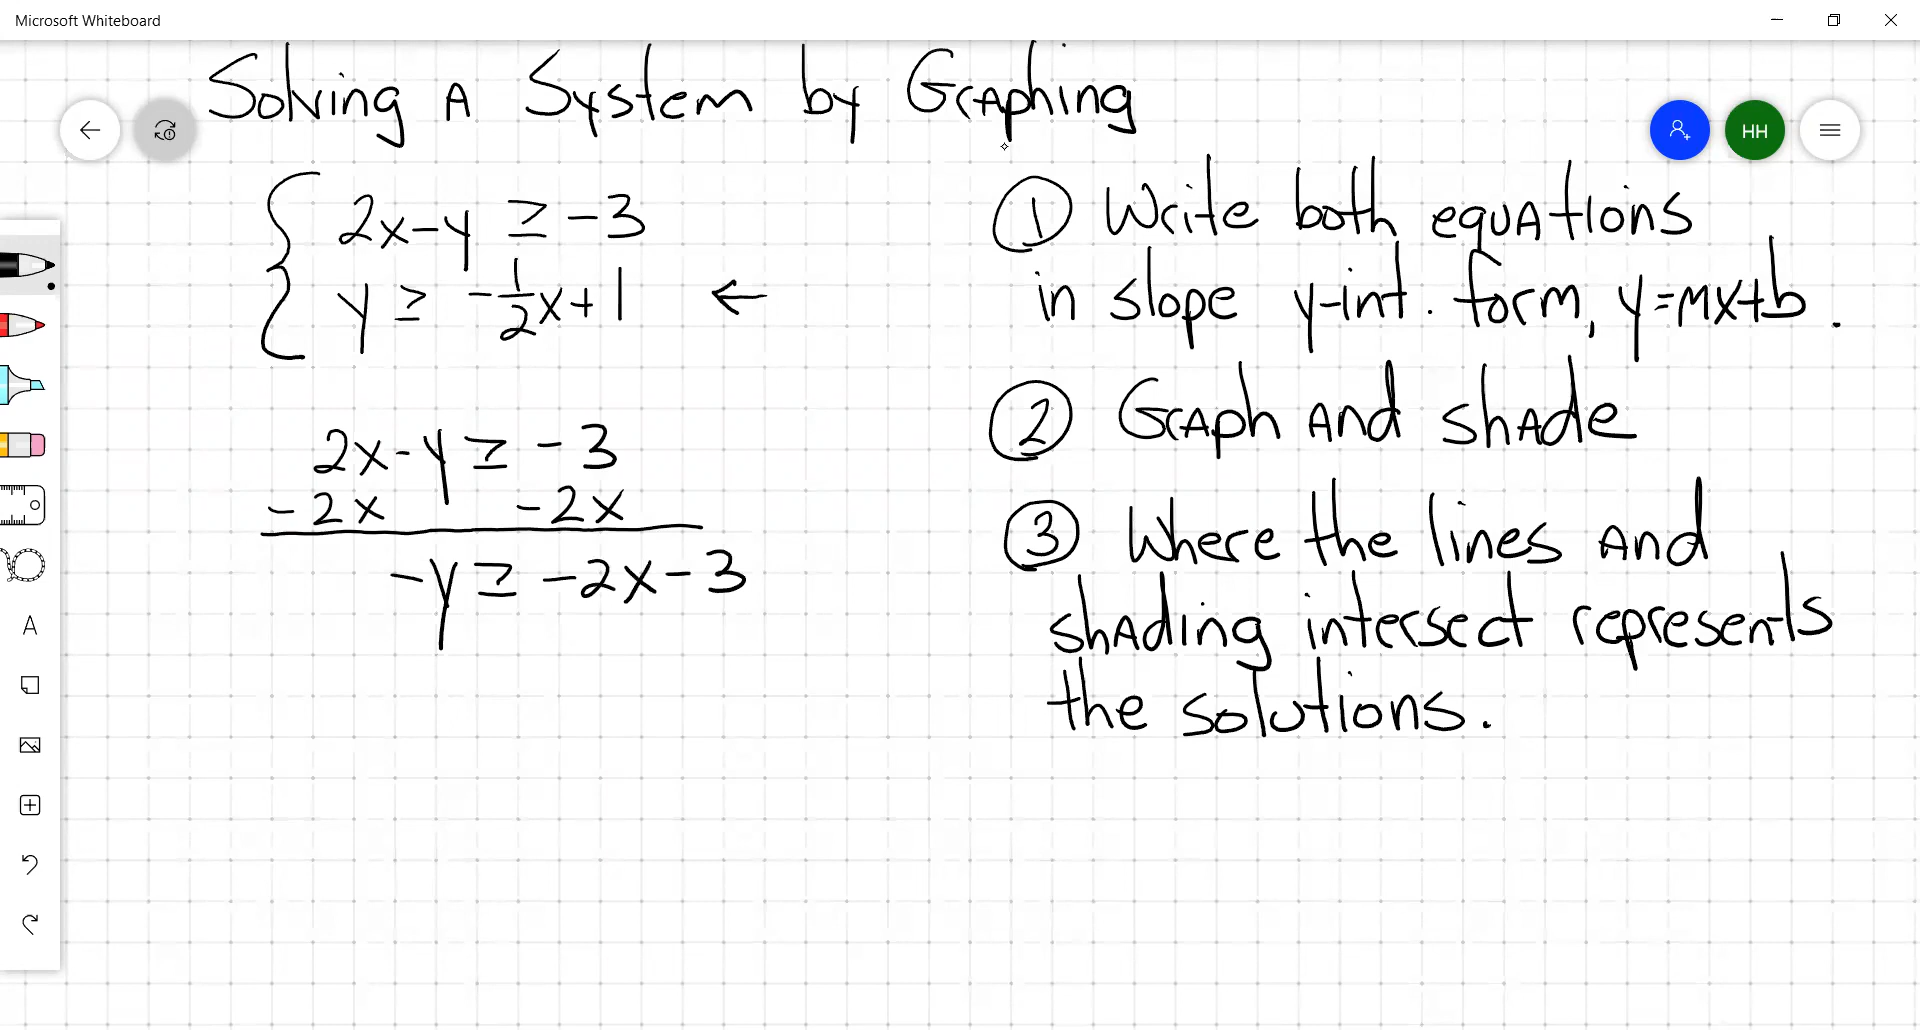 Microsoft Whiteboard
Solving A System by Graphing
HH
2x-y ≥ -3
y ≥ -1/2x+1 ←
2x-y ≥ -3
-2x -2x
-y ≥ -2x-3
① Write both equations
in slope y-int. form, y=mx+b.
② Graph and shade
③ Where the lines and
shading intersect represents
the solutions.
A